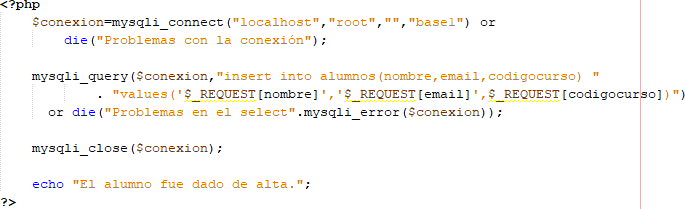 <?php
$conexion=mysqli_connect("localhost","root","","base1") or
die("Problemas con la conexión");
mysqli_query($conexion,"insert into alumnos(nombre,email,codigocurso) "
. "values('$_REQUEST[nombre]','$_REQUEST[email]',$_REQUEST[codigocurso])")
or die("Problemas en el select".mysqli_error($conexion));
mysqli_close($conexion);
echo "El alumno fue dado de alta.";
?>